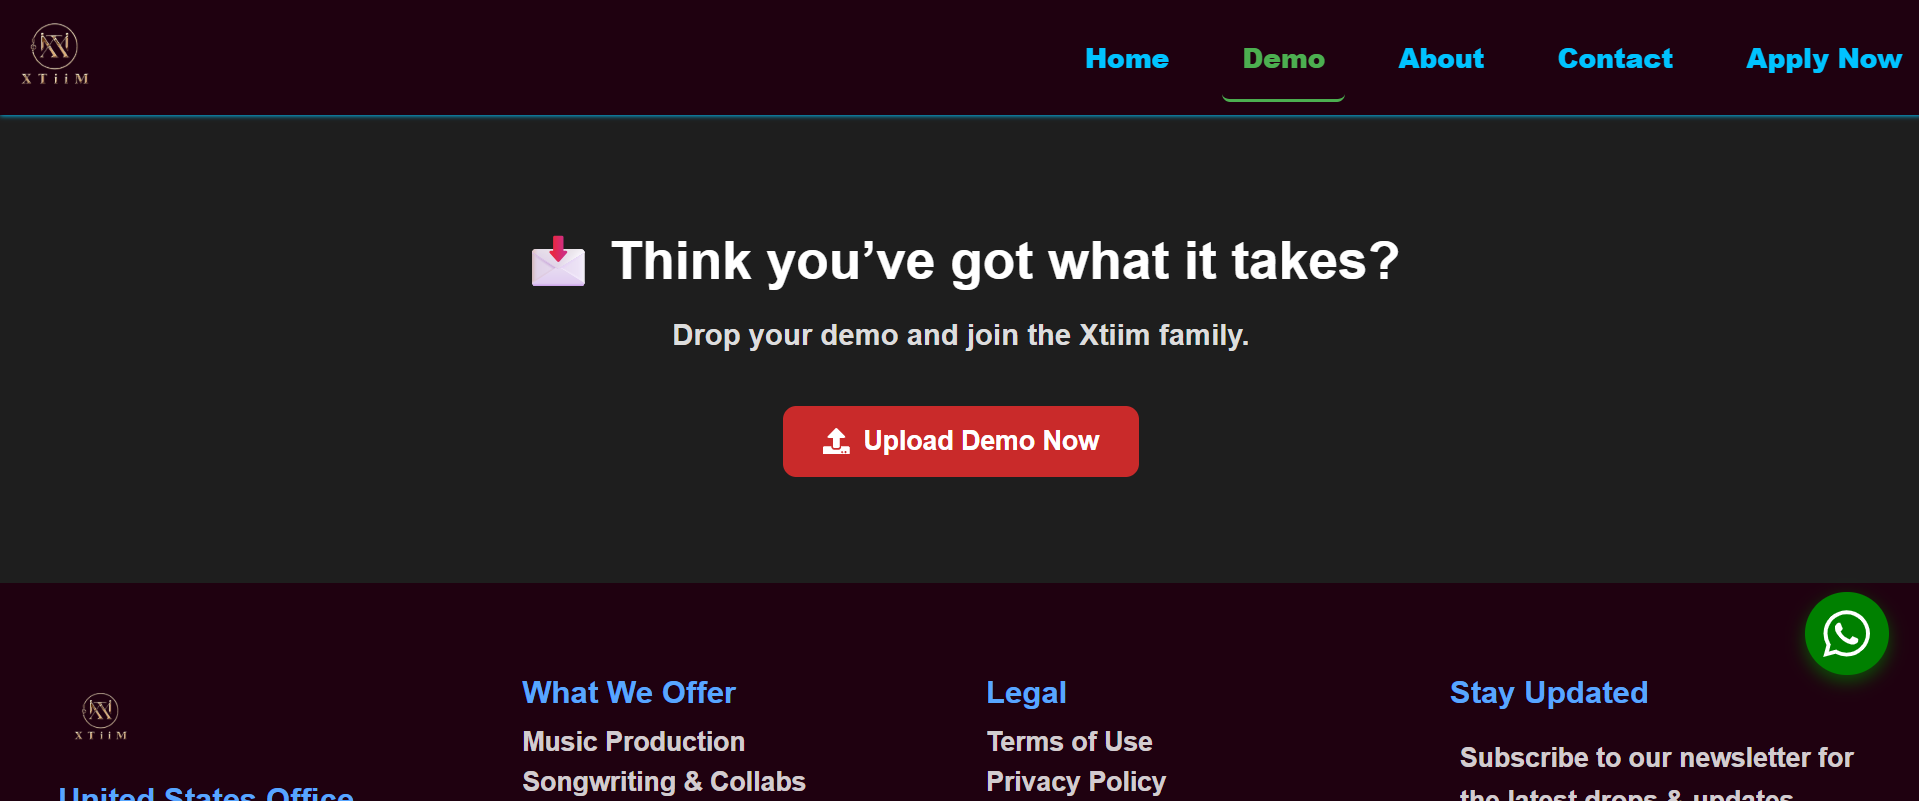 XTiiM
Home Demo About Contact Apply Now
Think you’ve got what it takes?
Drop your demo and join the Xtiim family.
Upload Demo Now
XTiiM
United States Office
What We Offer
Music Production
Songwriting & Collabs
Legal
Terms of Use
Privacy Policy
Stay Updated
Subscribe to our newsletter for
the latest drops & updates